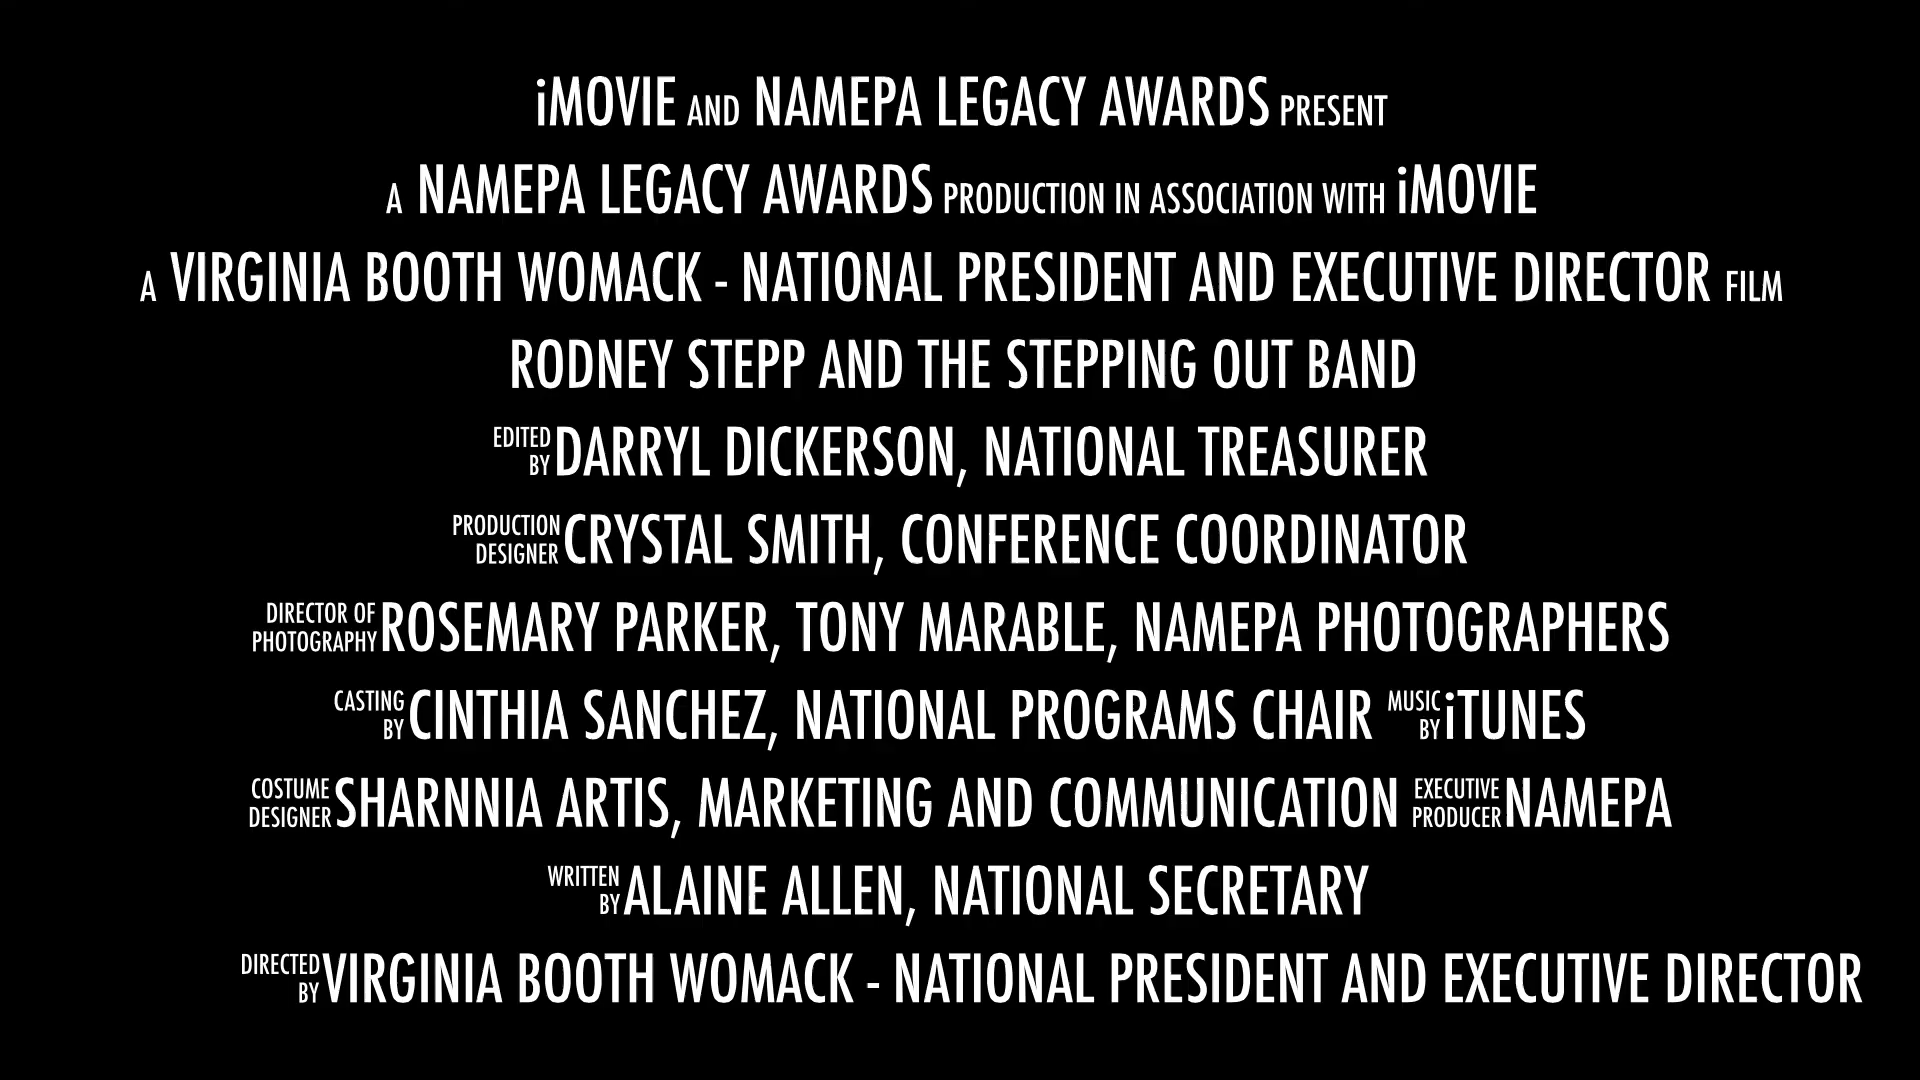 iMOVIE AND NAMEPA LEGACY AWARDS PRESENT
A NAMEPA LEGACY AWARDS PRODUCTION IN ASSOCIATION WITH iMOVIE
A VIRGINIA BOOTH WOMACK - NATIONAL PRESIDENT AND EXECUTIVE DIRECTOR FILM
RODNEY STEPP AND THE STEPPING OUT BAND
EDITED BY DARRYL DICKERSON, NATIONAL TREASURER
PRODUCTION DESIGNER CRYSTAL SMITH, CONFERENCE COORDINATOR
DIRECTOR OF PHOTOGRAPHY ROSEMARY PARKER, TONY MARABLE, NAMEPA PHOTOGRAPHERS
CASTING BY CINTHIA SANCHEZ, NATIONAL PROGRAMS CHAIR MUSIC BY iTUNES
COSTUME DESIGNER SHARNNIA ARTIS, MARKETING AND COMMUNICATION EXECUTIVE PRODUCER NAMEPA
WRITTEN BY ALAINE ALLEN, NATIONAL SECRETARY
DIRECTED BY VIRGINIA BOOTH WOMACK - NATIONAL PRESIDENT AND EXECUTIVE DIRECTOR